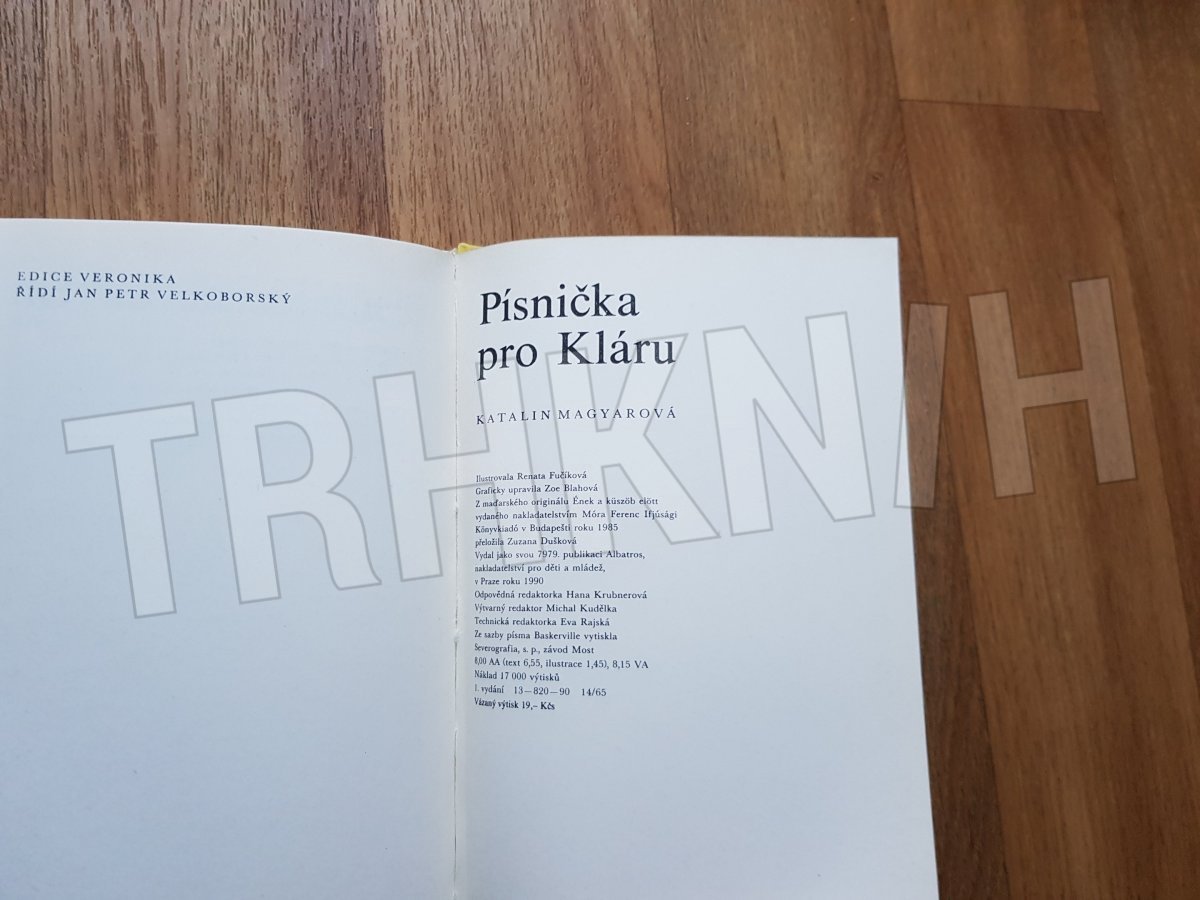 EDICE VERONIKA
ŘÍDÍ JAN PETR VELKOBORSKÝ
Písnička
pro Kláru
KATALIN MAGYAROVÁ
Ilustrovala Renata Fučíková
Graficky upravila Zoe Blahová
Z maďarského originálu Ének a küszöb elött
vydaného nakladatelstvím Móra Ferenc Ifjúsági
Könyvkiadó v Budapešti roku 1985
přeložila Zuzana Dušková
Vydal jako svou 7979. publikaci Albatros,
nakladatelství pro děti a mládež,
v Praze roku 1990
Odpovědná redaktorka Hana Krubnerová
Výtvarný redaktor Michal Kudělka
Technická redaktorka Eva Rajská
Ze sazby písma Baskerville vytiskla
Severografia, s. p., závod Most
8,00 AA (text 6,55, ilustrace 1,45), 8,15 VA
Náklad 17 000 výtisků
1. vydání 13—820—90 14/65
Vázaný výtisk 19,– Kčs
TRHKNIH